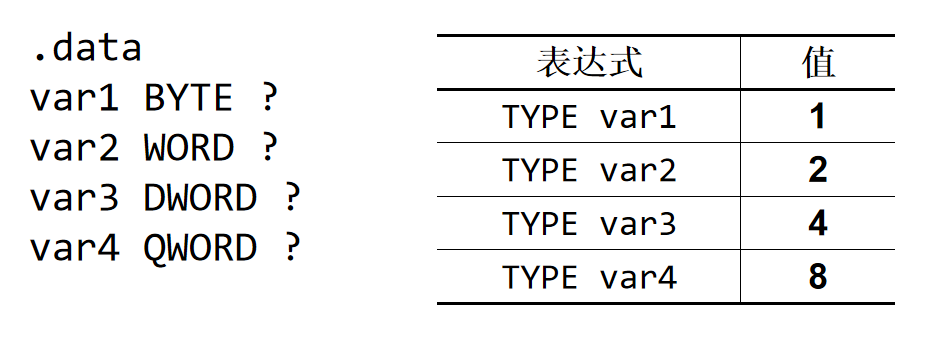 .data
var1 BYTE ?
var2 WORD ?
var3 DWORD ?
var4 QWORD ?
表达式 值
TYPE var1 1
TYPE var2 2
TYPE var3 4
TYPE var4 8